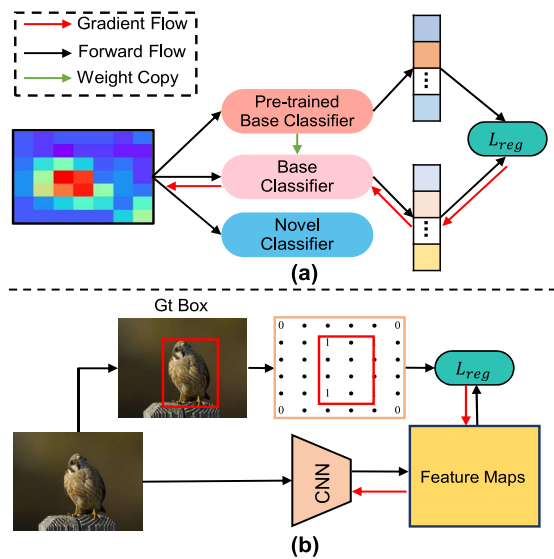 Gradient Flow
Forward Flow
Weight Copy
Pre-trained
Base Classifier
Base
Classifier
Novel
Classifier
L_reg
(a)
Gt Box
0 0
1
1
0 0
L_reg
CNN
Feature Maps
(b)